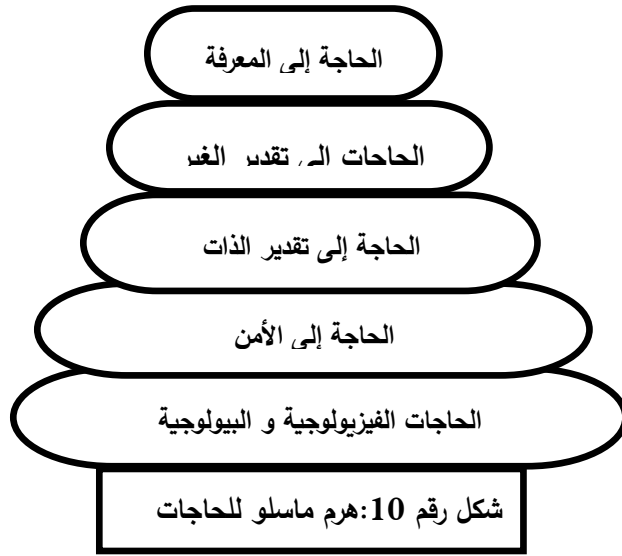 الحاجة إلى المعرفة
الحاجات الى تقدير الغير
الحاجة إلى تقدير الذات
الحاجة إلى الأمن
الحاجات الفيزيولوجية و البيولوجية
شكل رقم 10:هرم ماسلو للحاجات